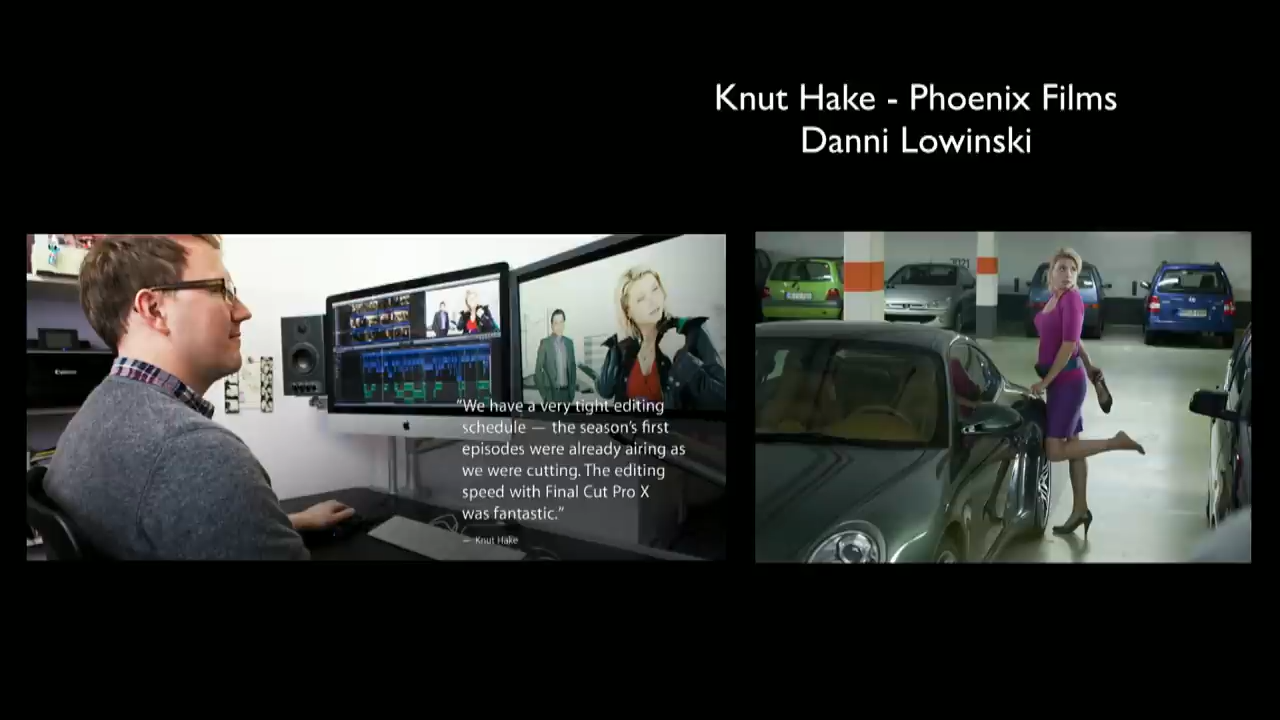 Knut Hake - Phoenix Films
Danni Lowinski
“We have a very tight editing
schedule — the season’s first
episodes were already airing as
we were cutting. The editing
speed with Final Cut Pro X
was fantastic.”
— Knut Hake
Canon